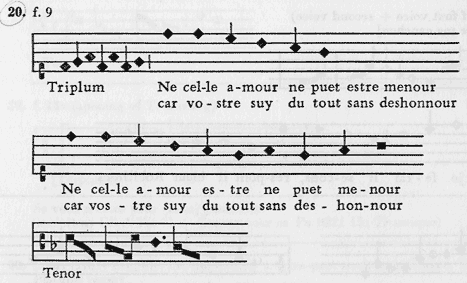 20. f. 9
Triplum Ne cel-le a-mour ne puet estre menour
car vo-stre suy du tout sans deshonnour
Ne cel-le a-mour es-tre ne puet me-nour
car vos-tre suy du tout sans des-hon-nour
Tenor